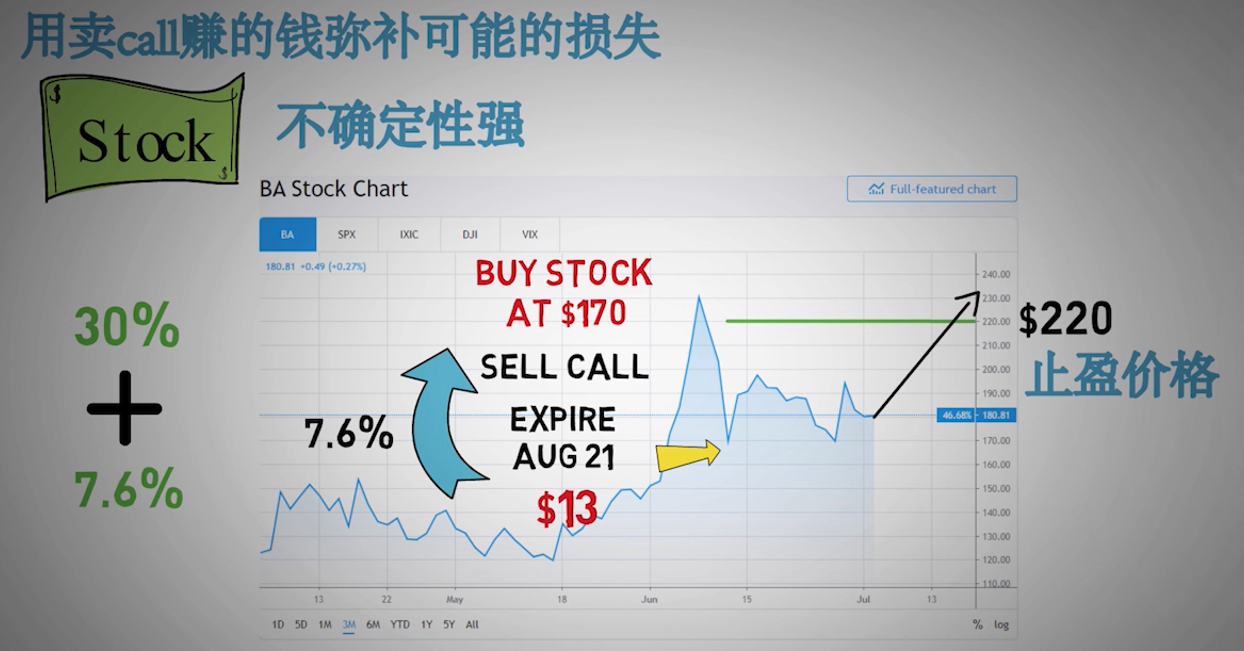 用卖call赚的钱弥补可能的损失
$
Stock
$
不确定性强
BA Stock Chart
Full-featured chart
BA SPX IXIC DJI VIX
180.81 +0.49 (+0.27%)
BUY STOCK
AT $170
SELL CALL
EXPIRE
AUG 21
$13
7.6%
30%
+
7.6%
$220
止盈价格
240.00
230.00
220.00
210.00
200.00
190.00
46.68% 180.81
170.00
160.00
150.00
140.00
130.00
120.00
110.00
13 22 May 18 Jun 15 Jul 13
1D 5D 1M 3M 6M YTD 1Y 5Y All % log